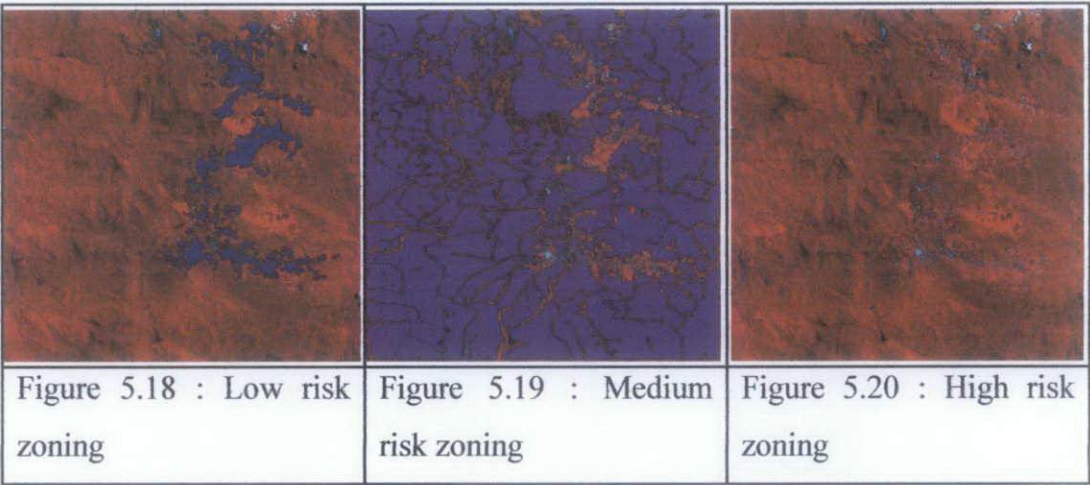 Figure 5.18 : Low risk
zoning
Figure 5.19 : Medium
risk zoning
Figure 5.20 : High risk
zoning